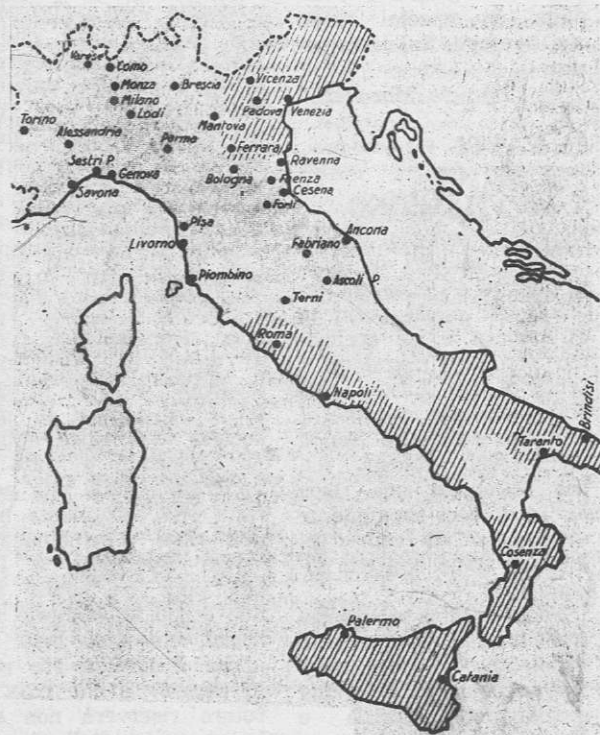 Varese
Como
Monza
Milano
Lodi
Brescia
Vicenza
Padova
Venezia
Torino
Alessandria
Parma
Mantova
Ferrara
Sestri P.
Genova
Savona
Bologna
Ravenna
Faenza
Cesena
Forlì
Pisa
Livorno
Fabriano
Ancona
Piombino
Ascoli P.
Terni
Roma
Napoli
Brindisi
Taranto
Cosenza
Palermo
Catania